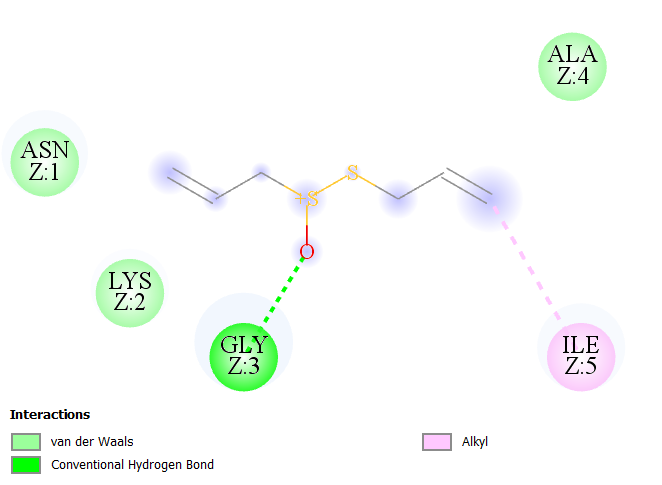 ALA
Z:4
ASN
Z:1
S
+S
O
LYS
Z:2
GLY
Z:3
ILE
Z:5
Interactions
van der Waals
Conventional Hydrogen Bond
Alkyl